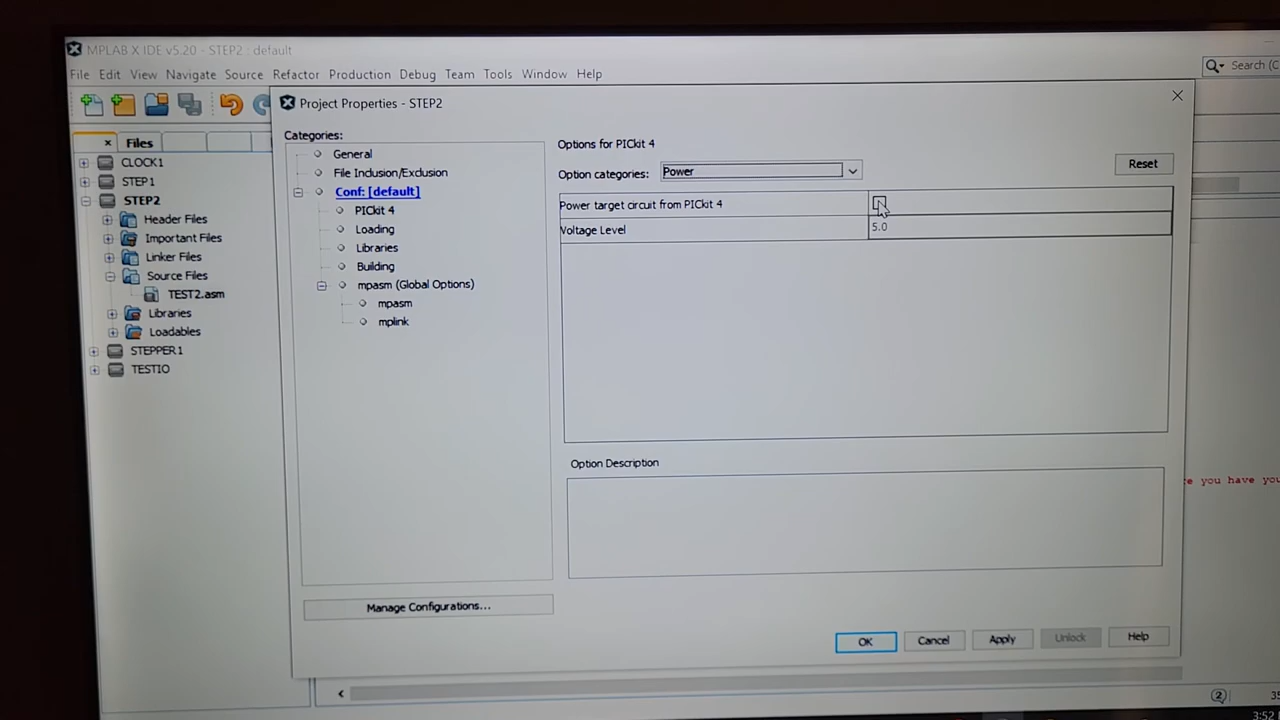 MPLAB X IDE v5.20 - STEP2 : default
File Edit View Navigate Source Refactor Production Debug Team Tools Window Help
Search (C
Project Properties - STEP2
Files
CLOCK1
STEP1
STEP2
Header Files
Important Files
Linker Files
Source Files
TEST2.asm
Libraries
Loadables
STEPPER1
TESTIO
Categories:
General
File Inclusion/Exclusion
Conf: [default]
PICkit 4
Loading
Libraries
Building
mpasm (Global Options)
mpasm
mplink
Manage Configurations...
Options for PICkit 4
Option categories: Power
Reset
Power target circuit from PICkit 4
Voltage Level 5.0
Option Description
OK Cancel Apply Unlock Help
e you have you
2
35
3:52